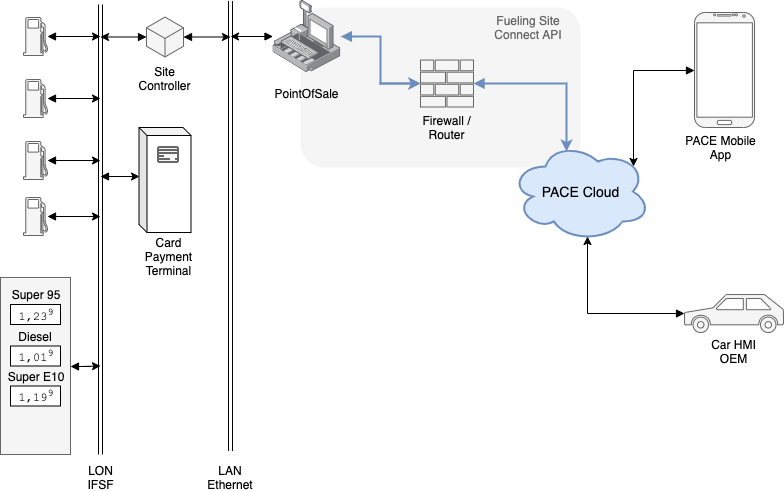 Fueling Site
Connect API
Site
Controller
PointOfSale
Firewall /
Router
PACE Mobile
App
PACE Cloud
Card
Payment
Terminal
Super 95
1,23⁹
Diesel
1,01⁹
Super E10
1,19⁹
Car HMI
OEM
LON
IFSF
LAN
Ethernet